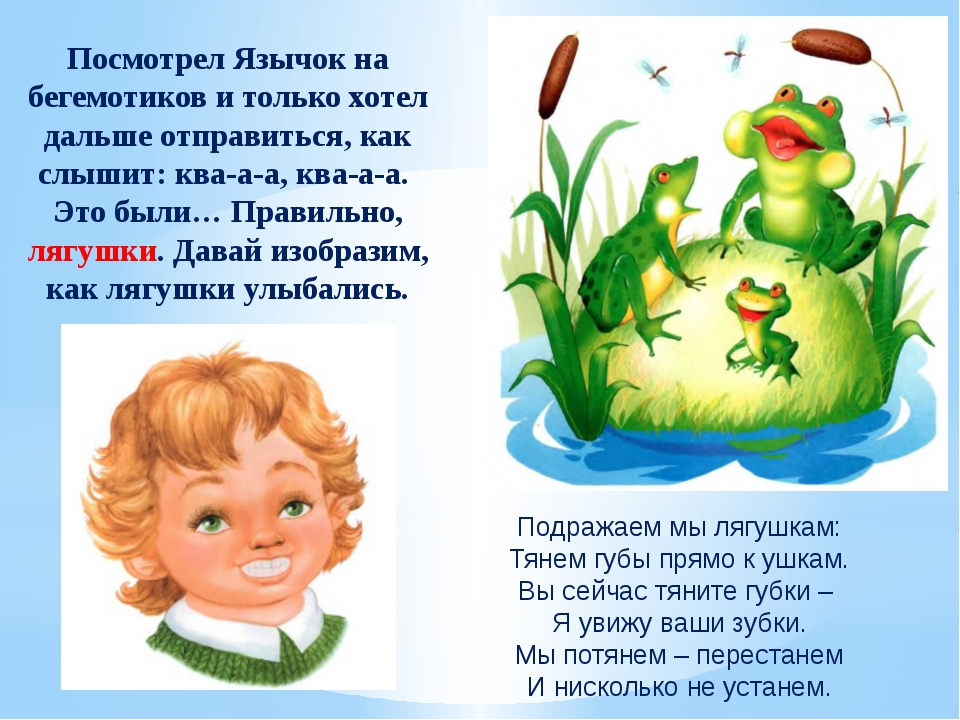 Посмотрел Язычок на
бегемотиков и только хотел
дальше отправиться, как
слышит: ква-а-а, ква-а-а.
Это были… Правильно,
лягушки. Давай изобразим,
как лягушки улыбались.
Подражаем мы лягушкам:
Тянем губы прямо к ушкам.
Вы сейчас тяните губки –
Я увижу ваши зубки.
Мы потянем – перестанем
И нисколько не устанем.